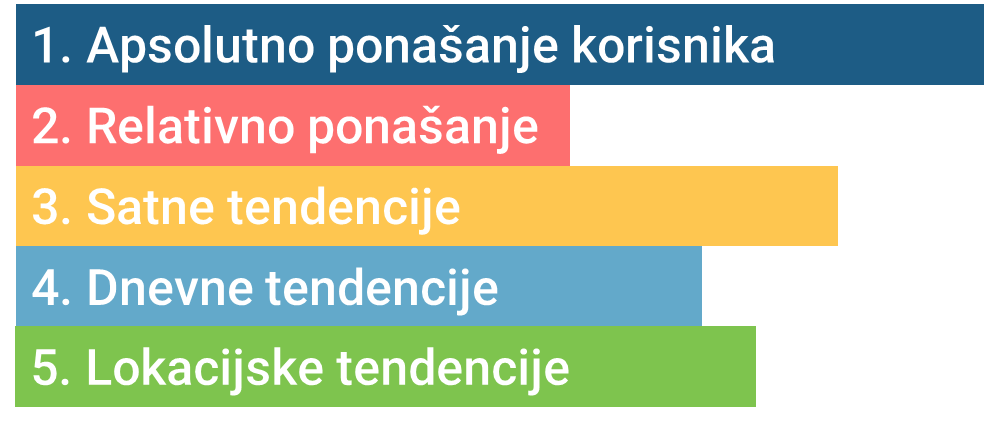 1. Apsolutno ponašanje korisnika
2. Relativno ponašanje
3. Satne tendencije
4. Dnevne tendencije
5. Lokacijske tendencije